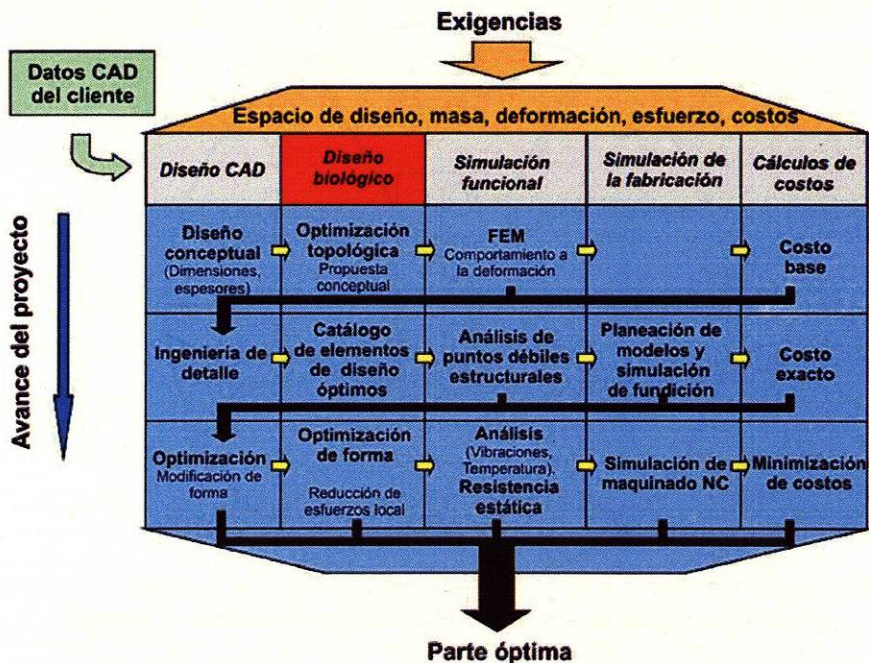 Exigencias
Datos CAD
del cliente
Espacio de diseño, masa, deformación, esfuerzo, costos
Diseño CAD
Diseño
biológico
Simulación
funcional
Simulación de
la fabricación
Cálculos de
costos
Avance del proyecto
Diseño
conceptual
(Dimensiones,
espesores)
Optimización
topológica
Propuesta
conceptual
FEM
Comportamiento a
la deformación
Costo
base
Ingeniería de
detalle
Catálogo
de elementos
de diseño
óptimos
Análisis de
puntos débiles
estructurales
Planeación de
modelos y
simulación
de fundición
Costo
exacto
Optimización
Modificación de
forma
Optimización
de forma
Reducción de
esfuerzos local
Análisis
(Vibraciones,
Temperatura),
Resistencia
estática
Simulación de
maquinado NC
Minimización
de costos
Parte óptima